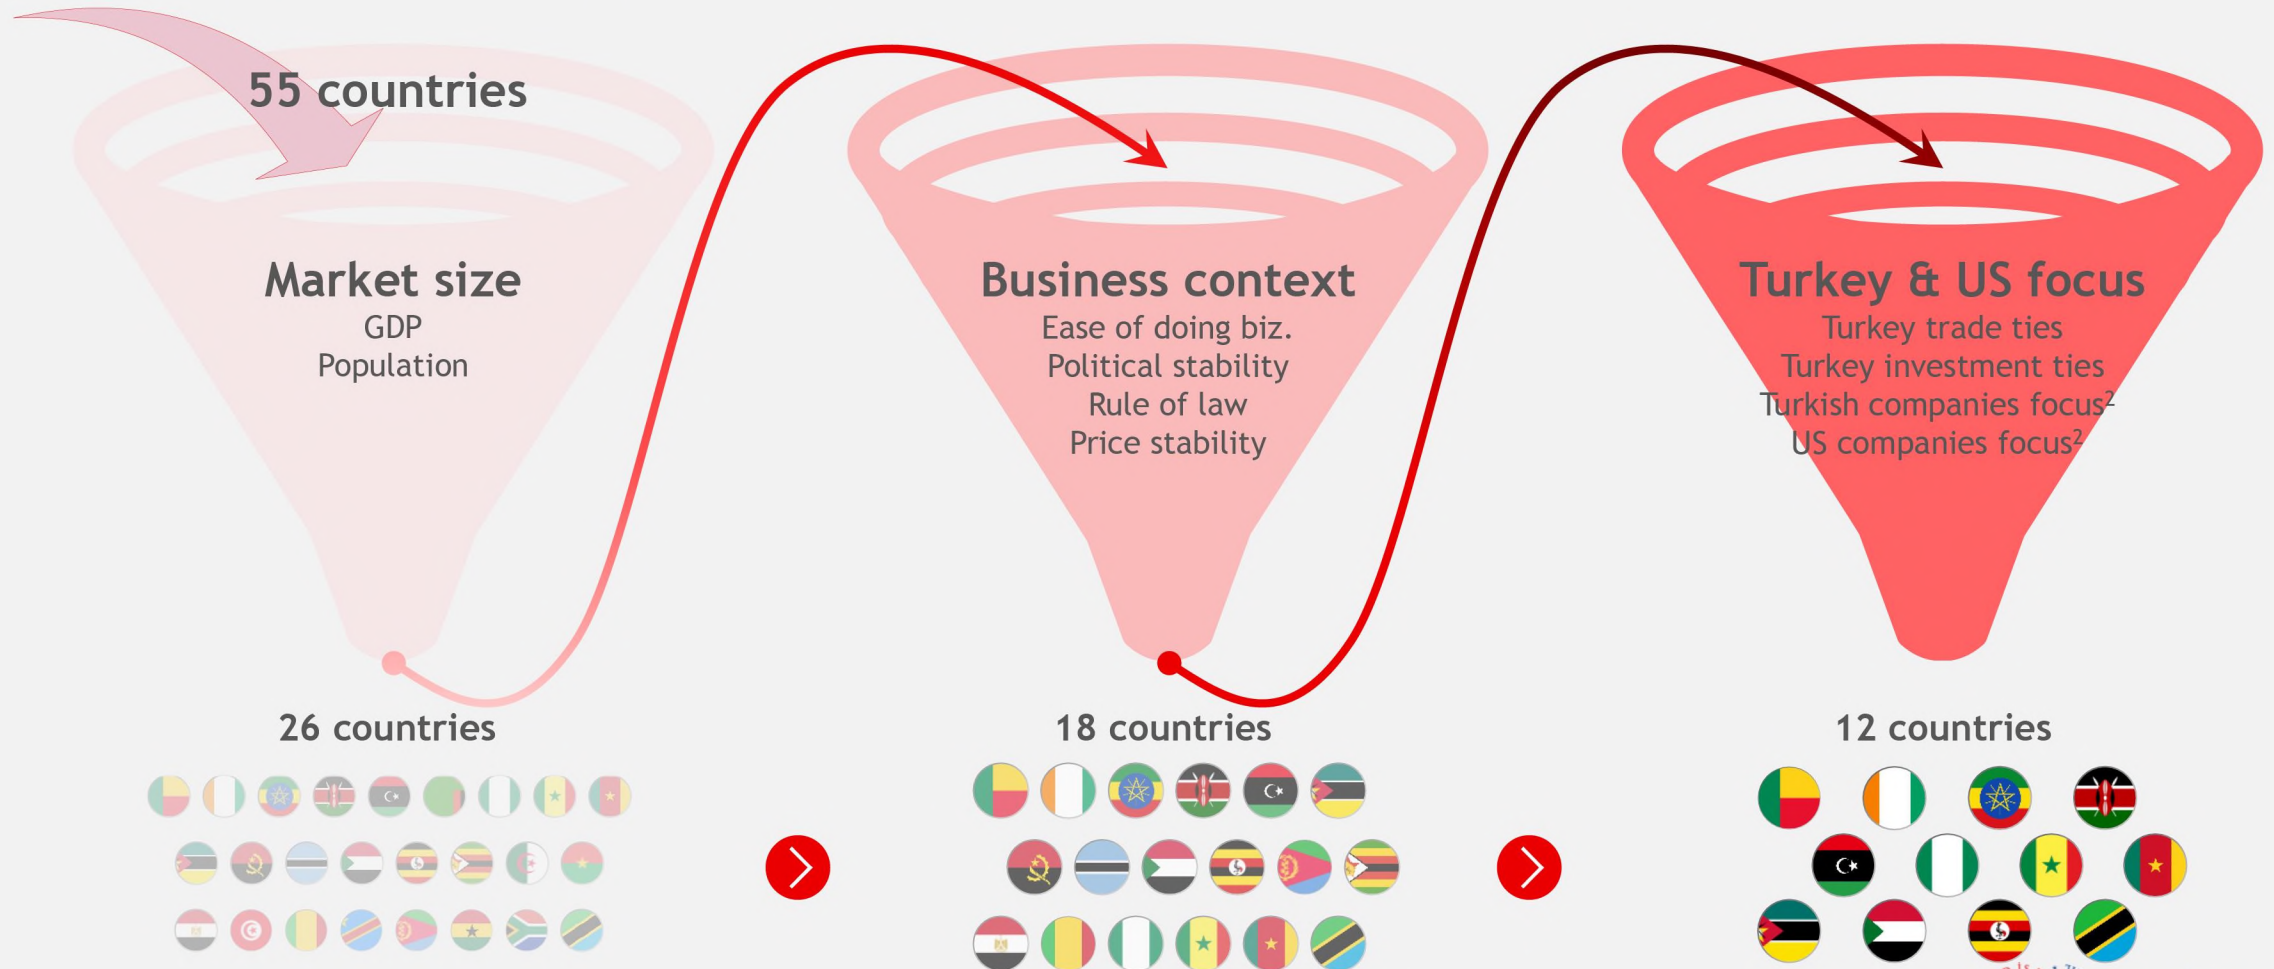 55 countries
Market size
GDP
Population
Business context
Ease of doing biz.
Political stability
Rule of law
Price stability
Turkey & US focus
Turkey trade ties
Turkey investment ties
Turkish companies focus²
US companies focus²
26 countries
18 countries
12 countries